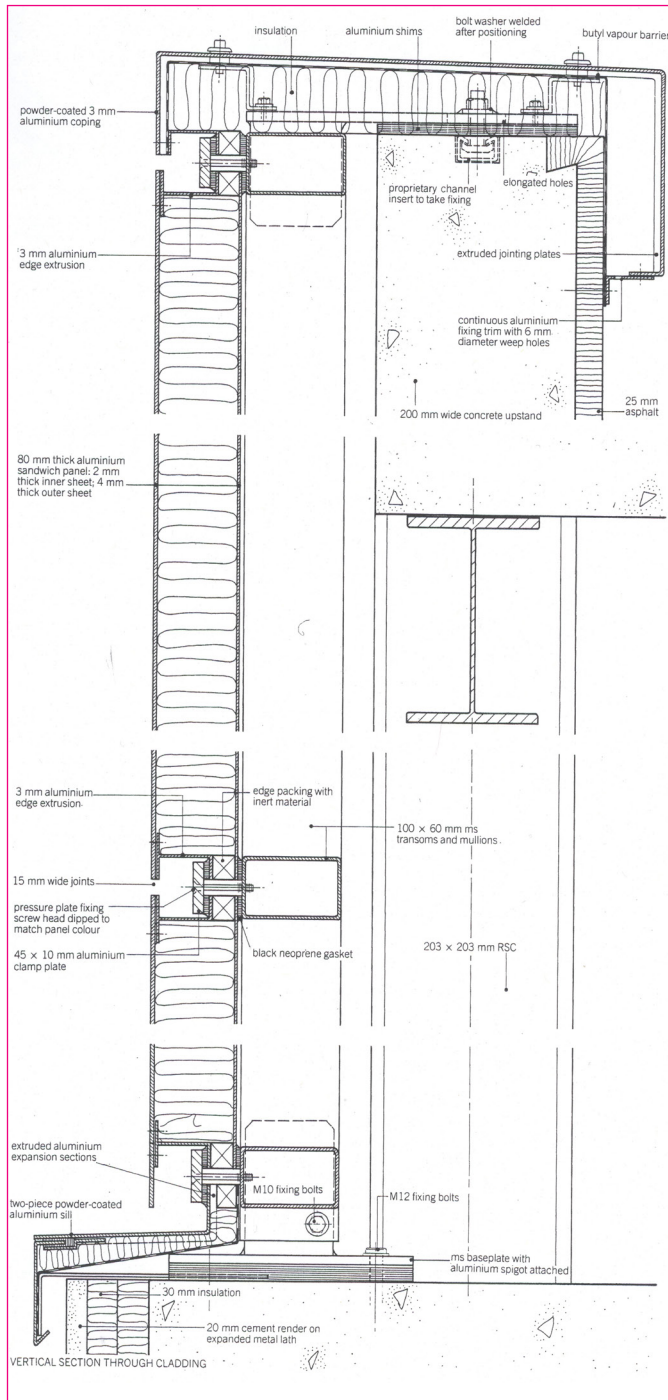 insulation
aluminium shims
bolt washer welded
after positioning
butyl vapour barrier
powder-coated 3 mm
aluminium coping
proprietary channel
insert to take fixing
elongated holes
3 mm aluminium
edge extrusion
extruded jointing plates
continuous aluminium
fixing trim with 6 mm
diameter weep holes
200 mm wide concrete upstand
25 mm
asphalt
80 mm thick aluminium
sandwich panel: 2 mm
thick inner sheet; 4 mm
thick outer sheet
3 mm aluminium
edge extrusion
edge packing with
inert material
100 × 60 mm ms
transoms and mullions
15 mm wide joints
pressure plate fixing
screw head dipped to
match panel colour
45 × 10 mm aluminium
clamp plate
black neoprene gasket
203 × 203 mm RSC
extruded aluminium
expansion sections
M10 fixing bolts
M12 fixing bolts
two-piece powder-coated
aluminium sill
ms baseplate with
aluminium spigot attached
30 mm insulation
20 mm cement render on
expanded metal lath
VERTICAL SECTION THROUGH CLADDING